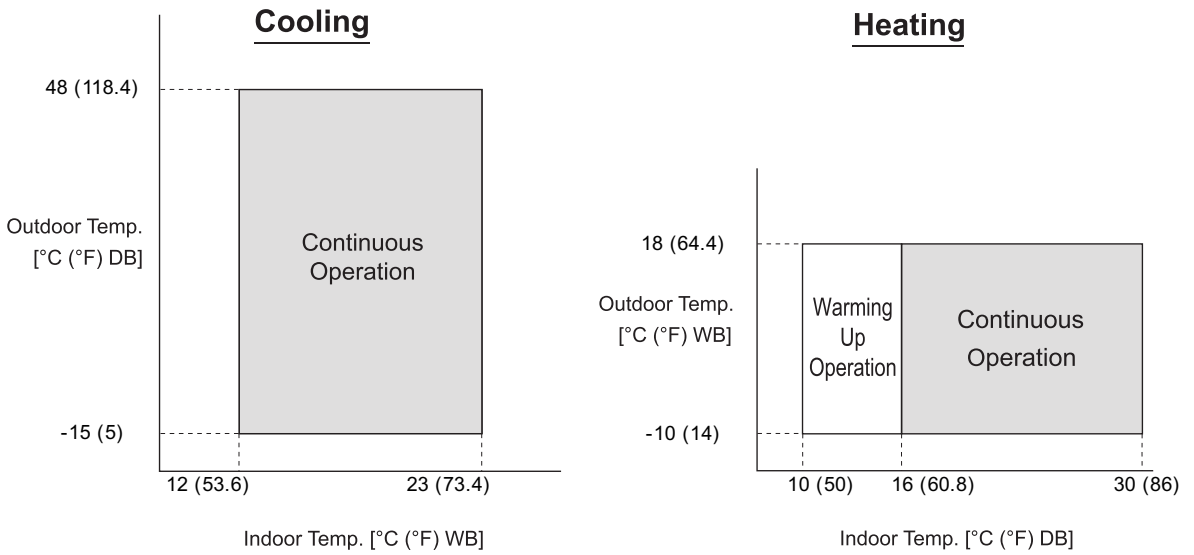 Cooling
48 (118.4)
Outdoor Temp.
[°C (°F) DB]
Continuous
Operation
-15 (5)
12 (53.6)
23 (73.4)
Indoor Temp. [°C (°F) WB]
Heating
18 (64.4)
Outdoor Temp.
[°C (°F) WB]
Warming
Up
Operation
Continuous
Operation
-10 (14)
10 (50)
16 (60.8)
30 (86)
Indoor Temp. [°C (°F) DB]